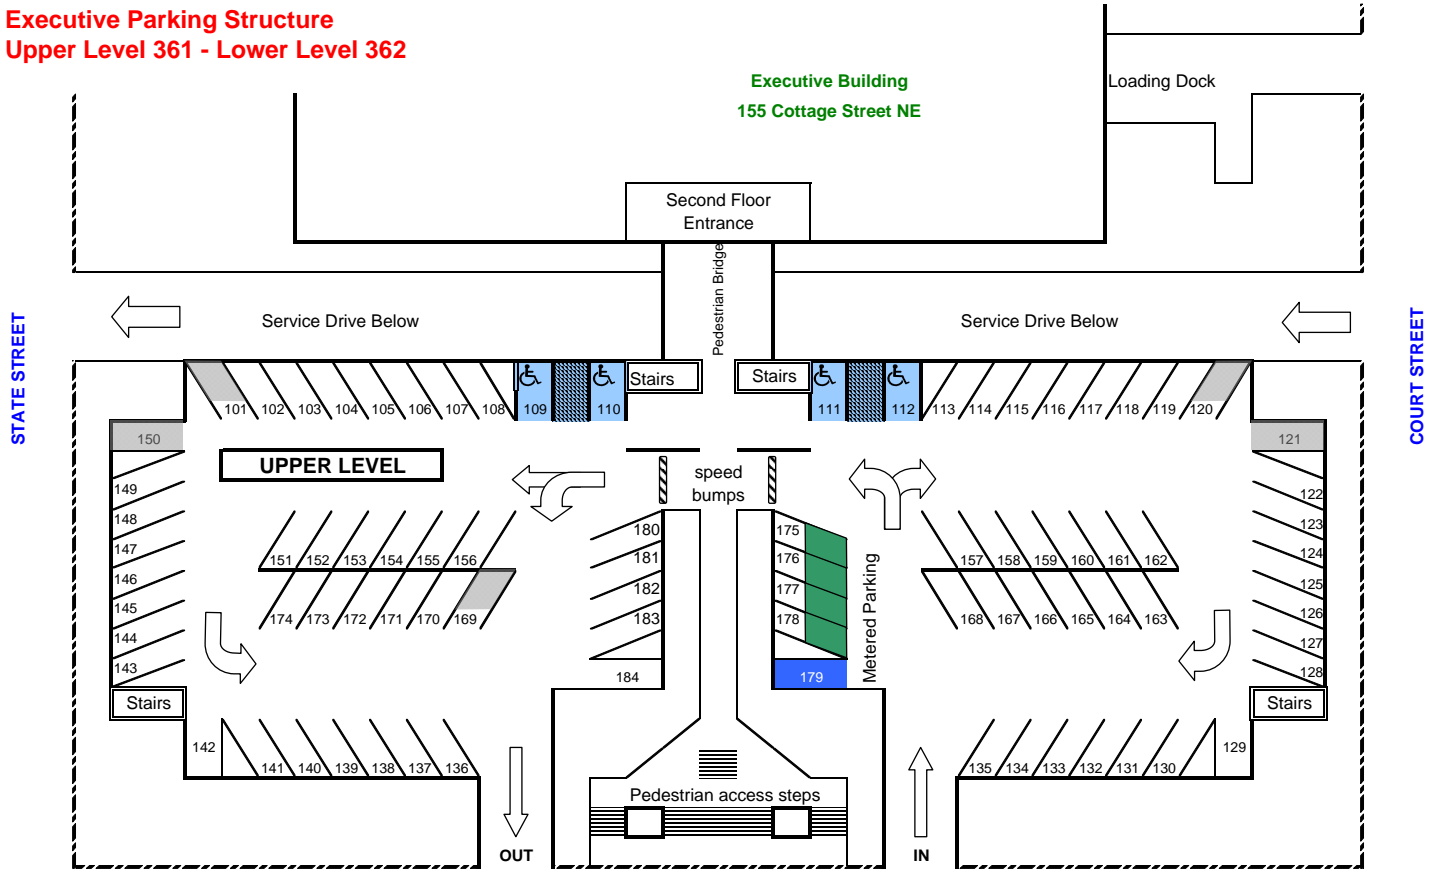 Executive Parking Structure
Upper Level 361 - Lower Level 362
Executive Building
155 Cottage Street NE
Loading Dock
Second Floor
Entrance
Pedestrian Bridge
Service Drive Below
Service Drive Below
STATE STREET
COURT STREET
Stairs
Stairs
101 102 103 104 105 106 107 108 109 110
111 112 113 114 115 116 117 118 119 120
150
121
UPPER LEVEL
speed
bumps
149
148
147
146
145
144
143
122
123
124
125
126
127
128
151 152 153 154 155 156
174 173 172 171 170 169
180
181
182
183
184
175
176
177
178
179
Metered Parking
157 158 159 160 161 162
168 167 166 165 164 163
Stairs
Stairs
142
141 140 139 138 137 136
135 134 133 132 131 130
129
Pedestrian access steps
OUT
IN